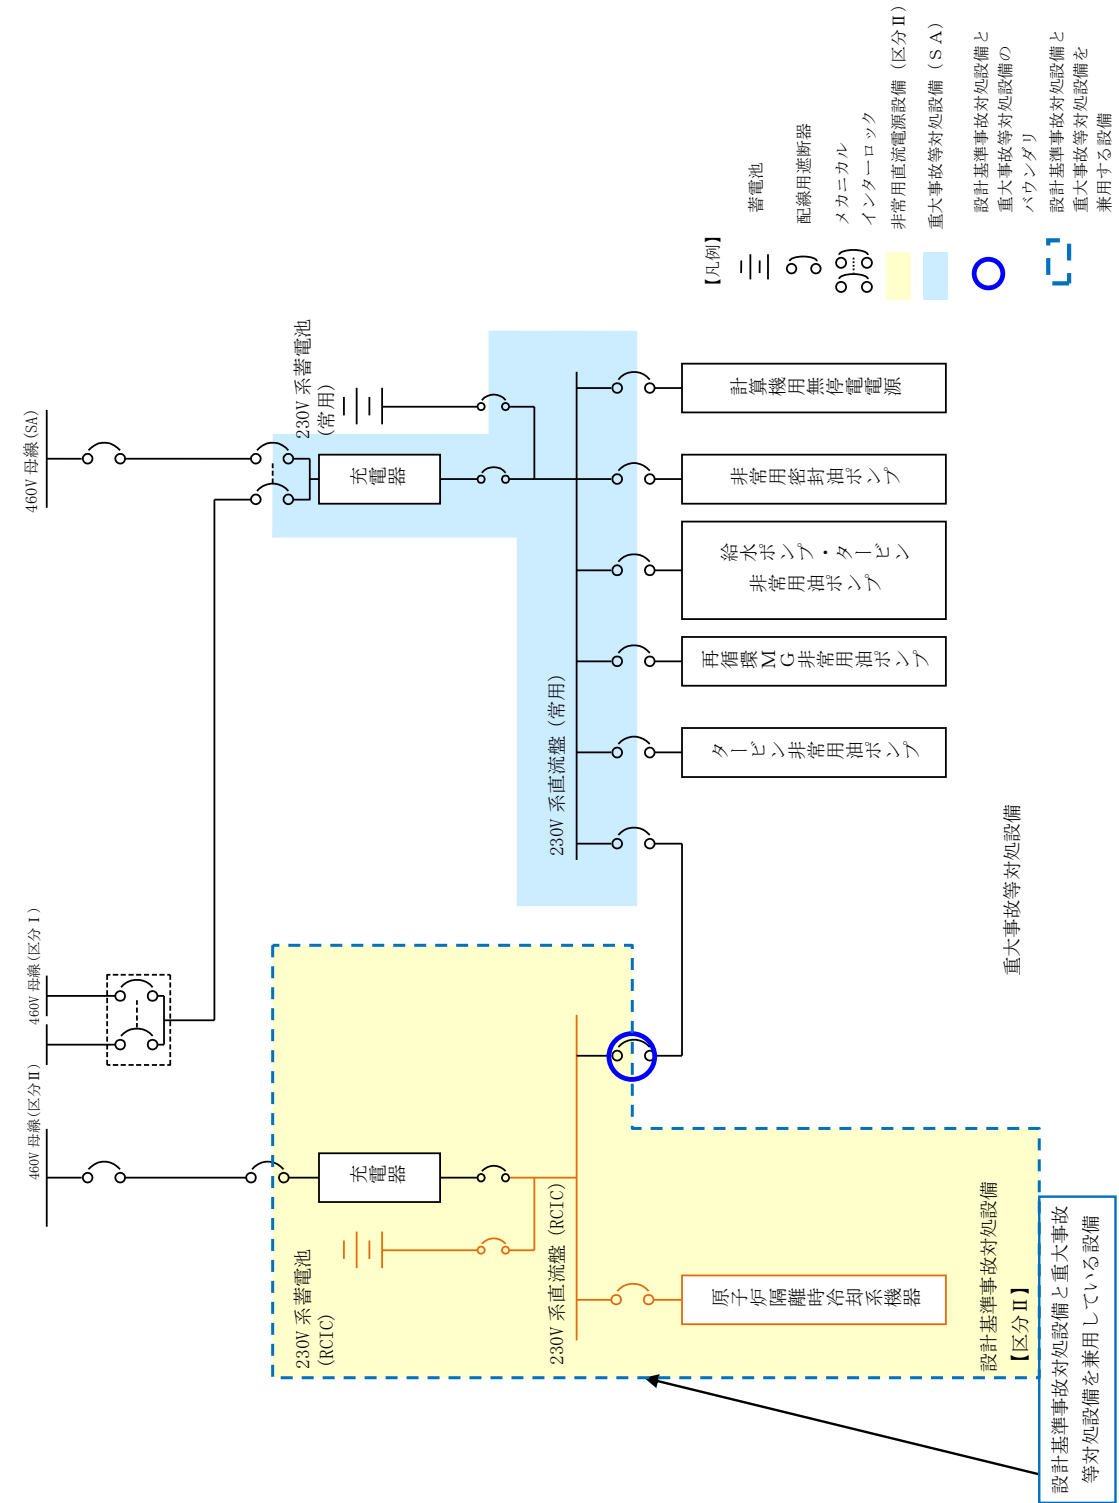 460V 母線(区分Ⅱ)
460V 母線(区分Ⅰ)
460V 母線(SA)
230V 系蓄電池
(RCIC)
充電器
230V 系蓄電池
(常用)
充電器
230V 系直流盤 (RCIC)
230V 系直流盤 (常用)
原子炉隔離時冷却系機器
タービン非常用油ポンプ
再循環MG非常用油ポンプ
給水ポンプ・タービン
非常用油ポンプ
非常用密封油ポンプ
計算機用無停電電源
設計基準事故対処設備
【区分Ⅱ】
重大事故等対処設備
設計基準事故対処設備と重大事故
等対処設備を兼用している設備
【凡例】
蓄電池
配線用遮断器
メカニカル
インターロック
非常用直流電源設備（区分Ⅱ）
重大事故等対処設備（ＳＡ）
設計基準事故対処設備と
重大事故等対処設備の
バウンダリ
設計基準事故対処設備と
重大事故等対処設備を
兼用する設備